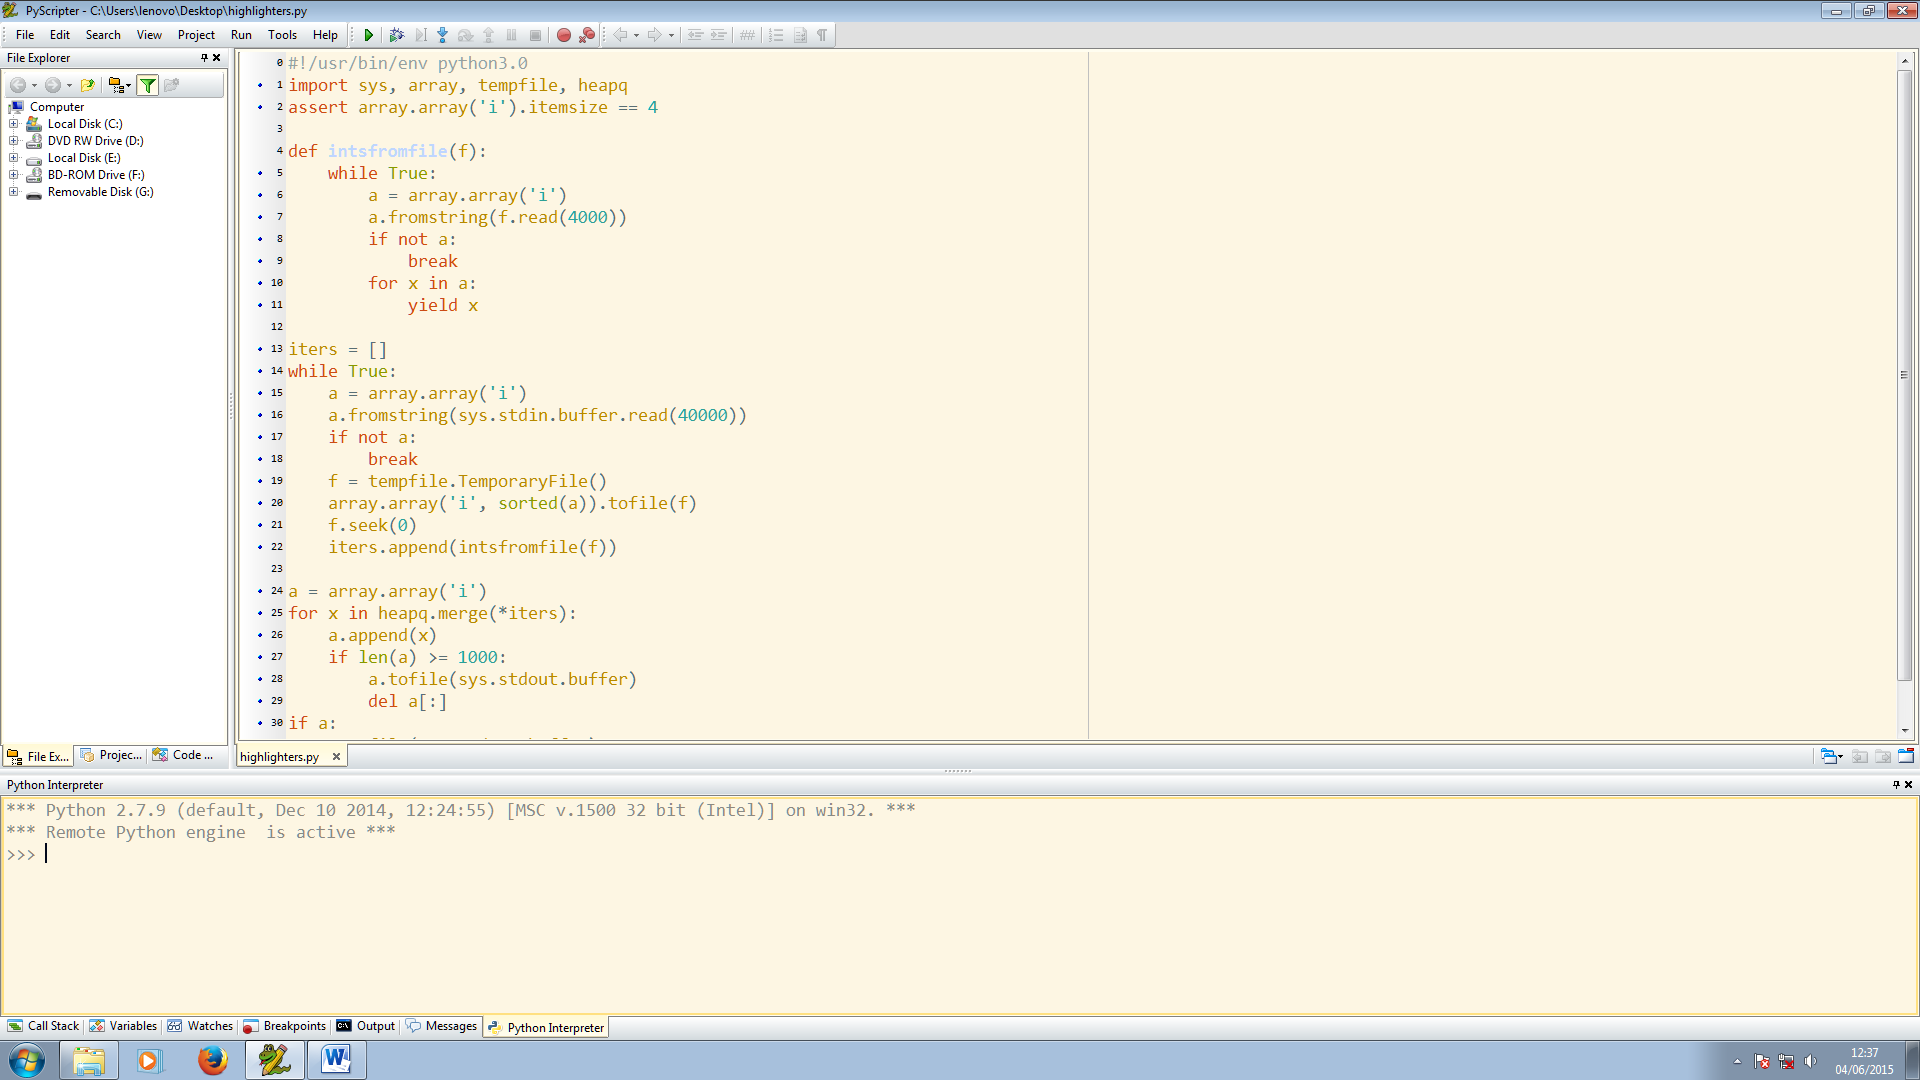 PyScripter - C:\Users\lenovo\Desktop\highlighters.py
File Edit Search View Project Run Tools Help
File Explorer
Computer
Local Disk (C:)
DVD RW Drive (D:)
Local Disk (E:)
BD-ROM Drive (F:)
Removable Disk (G:)
0 #!/usr/bin/env python3.0
1 import sys, array, tempfile, heapq
2 assert array.array('i').itemsize == 4
3
4 def intsfromfile(f):
5     while True:
6         a = array.array('i')
7         a.fromstring(f.read(4000))
8         if not a:
9             break
10         for x in a:
11             yield x
12
13 iters = []
14 while True:
15     a = array.array('i')
16     a.fromstring(sys.stdin.buffer.read(40000))
17     if not a:
18         break
19     f = tempfile.TemporaryFile()
20     array.array('i', sorted(a)).tofile(f)
21     f.seek(0)
22     iters.append(intsfromfile(f))
23
24 a = array.array('i')
25 for x in heapq.merge(*iters):
26     a.append(x)
27     if len(a) >= 1000:
28         a.tofile(sys.stdout.buffer)
29         del a[:]
30 if a:
File Ex... Projec... Code ...
highlighters.py
Python Interpreter
*** Python 2.7.9 (default, Dec 10 2014, 12:24:55) [MSC v.1500 32 bit (Intel)] on win32. ***
*** Remote Python engine  is active ***
>>>
Call Stack Variables Watches Breakpoints Output Messages Python Interpreter
12:37
04/06/2015